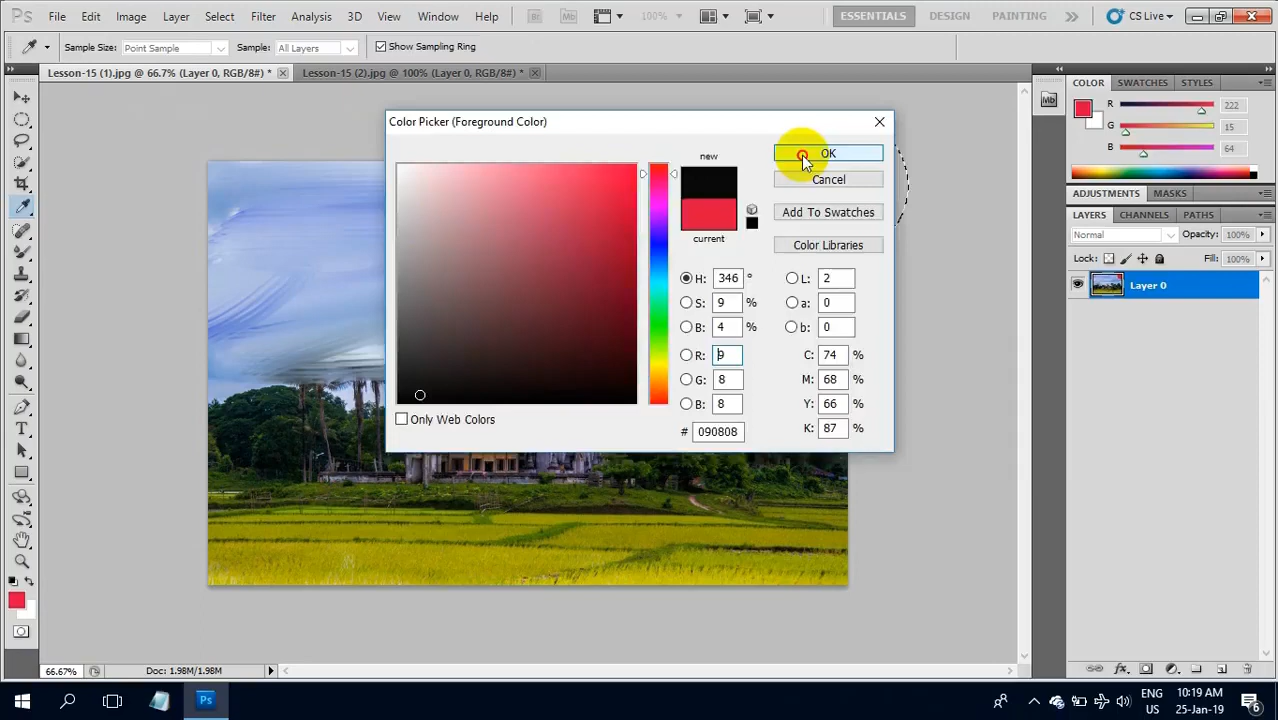 Ps File Edit Image Layer Select Filter Analysis 3D View Window Help Br Mb 100% ESSENTIALS DESIGN PAINTING CS Live
Sample Size: Point Sample Sample: All Layers Show Sampling Ring
Lesson-15 (1).jpg @ 66.7% (Layer 0, RGB/8#) * Lesson-15 (2).jpg @ 100% (Layer 0, RGB/8#) *
Mb
COLOR SWATCHES STYLES
R 222
G 15
B 64
ADJUSTMENTS MASKS
LAYERS CHANNELS PATHS
Normal Opacity: 100%
Lock: Fill: 100%
Layer 0
Color Picker (Foreground Color)
new
current
OK
Cancel
Add To Swatches
Color Libraries
H: 346 ° L: 2
S: 9 % a: 0
B: 4 % b: 0
R: 9 C: 74 %
G: 8 M: 68 %
B: 8 Y: 66 %
# 090808 K: 87 %
Only Web Colors
T
66.67% Doc: 1.98M/1.98M
Ps
ENG
US
10:19 AM
25-Jan-19
6